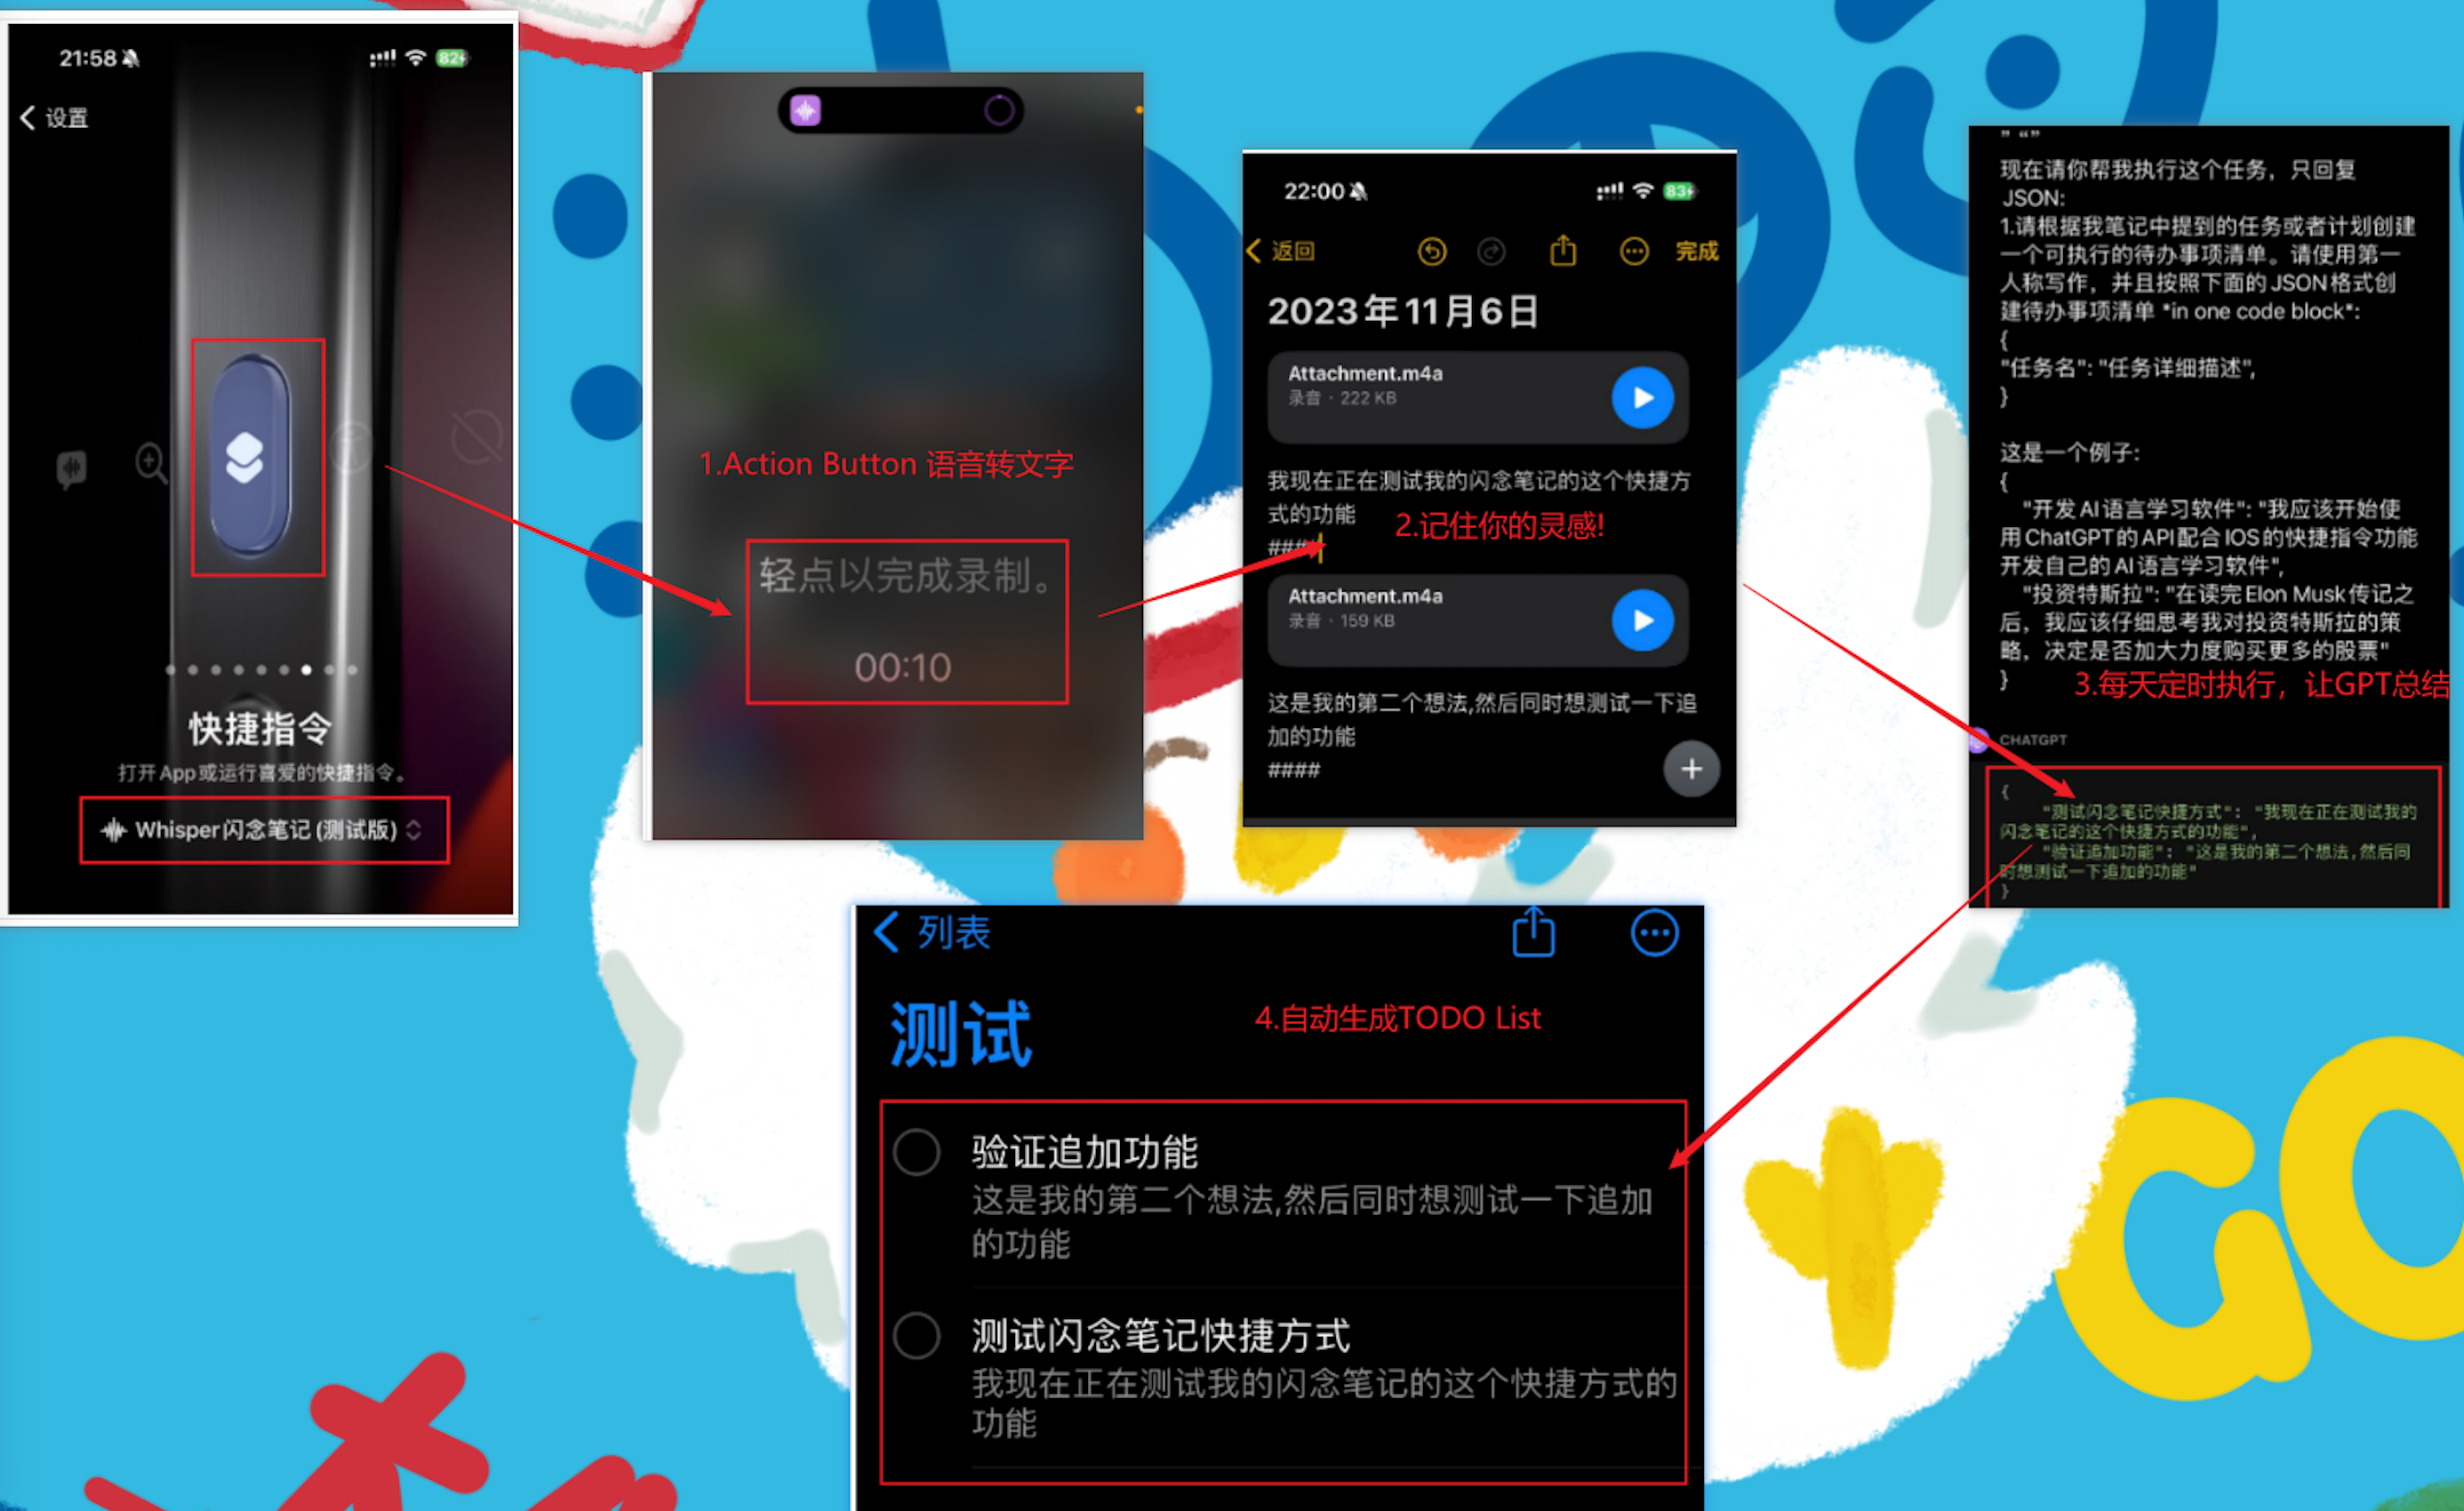 21:58
82
设置
快捷指令
打开App或运行喜爱的快捷指令。
Whisper闪念笔记(测试版)
1.Action Button 语音转文字
轻点以完成录制。
00:10
22:00
83
返回
完成
2023年11月6日
Attachment.m4a
录音 · 222 KB
我现在正在测试我的闪念笔记的这个快捷方
式的功能
2.记住你的灵感!
####
Attachment.m4a
录音 · 159 KB
这是我的第二个想法,然后同时想测试一下追
加的功能
####
” “”
现在请你帮我执行这个任务，只回复
JSON:
1.请根据我笔记中提到的任务或者计划创建
一个可执行的待办事项清单。请使用第一
人称写作，并且按照下面的JSON格式创
建待办事项清单 *in one code block*:
{
"任务名": "任务详细描述",
}
这是一个例子:
{
"开发AI语言学习软件": "我应该开始使
用ChatGPT的API配合IOS的快捷指令功能
开发自己的AI语言学习软件",
"投资特斯拉": "在读完Elon Musk传记之
后，我应该仔细思考我对投资特斯拉的策
略，决定是否加大力度购买更多的股票"
}
3.每天定时执行，让GPT总结
CHATGPT
{
"测试闪念笔记快捷方式": "我现在正在测试我的
闪念笔记的这个快捷方式的功能",
"验证追加功能": "这是我的第二个想法,然后同
时想测试一下追加的功能"
}
列表
测试
4.自动生成TODO List
验证追加功能
这是我的第二个想法,然后同时想测试一下追加
的功能
测试闪念笔记快捷方式
我现在正在测试我的闪念笔记的这个快捷方式的
功能
GO